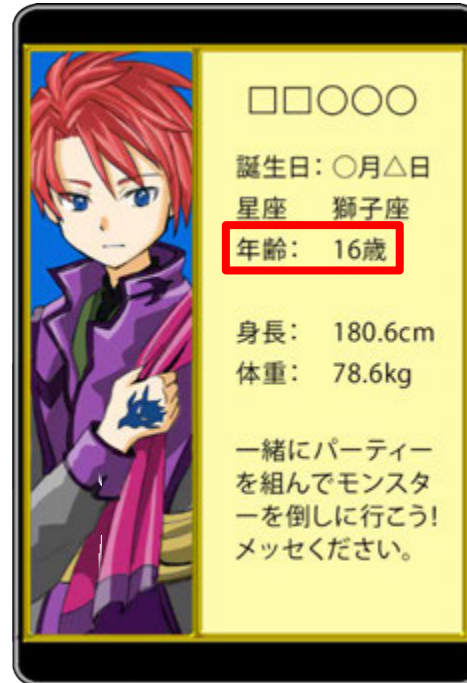 □□○○○
誕生日：○月△日
星座　獅子座
年齢：　16歳
身長：　180.6cm
体重：　78.6kg
一緒にパーティー
を組んでモンスタ
ーを倒しに行こう!
メッセください。